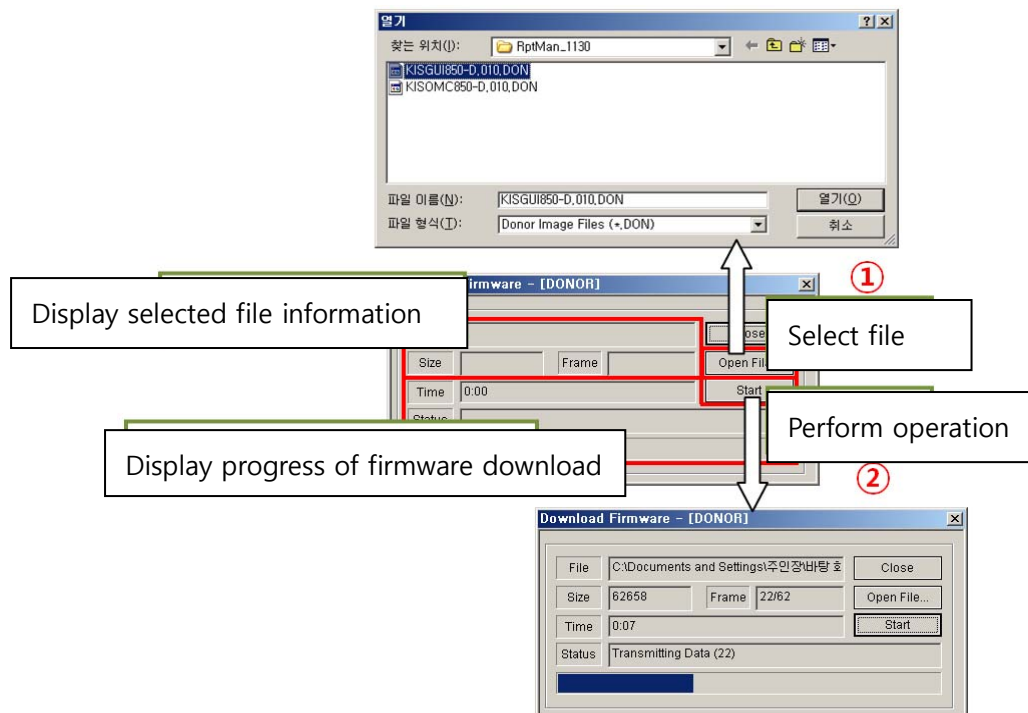 열기
찾는 위치(I):
RptMan_1130
KISGUI850-D,010,DON
KISOMC850-D,010,DON
파일 이름(N):
KISGUI850-D,010,DON
열기(O)
파일 형식(T):
Donor Image Files (*,DON)
취소
①
irmware - [DONOR]
Display selected file information
Select file
Size
Frame
Open Fil
Time
0:00
Start
Status
Perform operation
Display progress of firmware download
②
Download Firmware - [DONOR]
File
C:\Documents and Settings\주인장\바탕 호
Close
Size
62658
Frame
22/62
Open File...
Time
0:07
Start
Status
Transmitting Data (22)